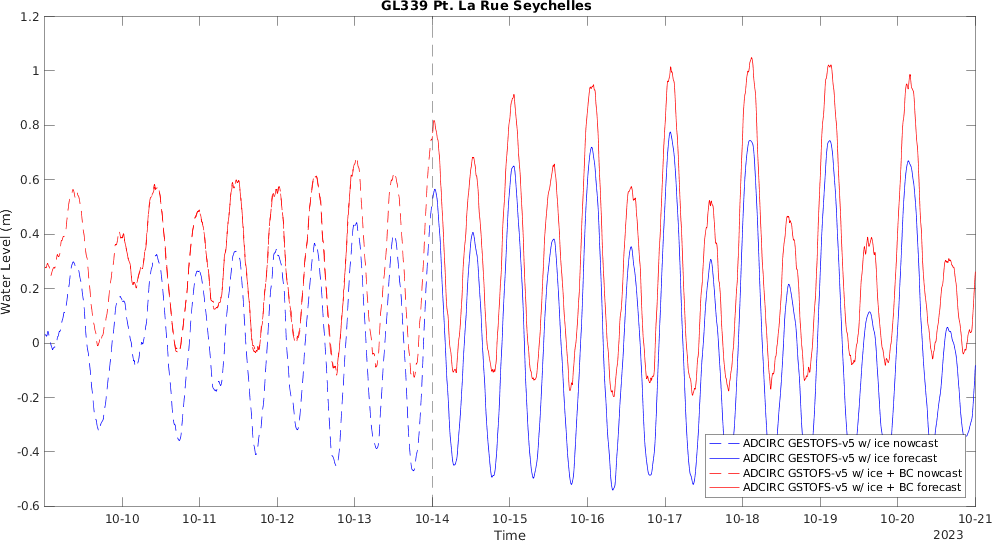 GL339 Pt. La Rue Seychelles
Water Level (m)
1.2
1
0.8
0.6
0.4
0.2
0
-0.2
-0.4
-0.6
ADCIRC GESTOFS-v5 w/ ice nowcast
ADCIRC GESTOFS-v5 w/ ice forecast
ADCIRC GSTOFS-v5 w/ ice + BC nowcast
ADCIRC GSTOFS-v5 w/ ice + BC forecast
10-10 10-11 10-12 10-13 10-14 10-15 10-16 10-17 10-18 10-19 10-20 10-21
Time
2023